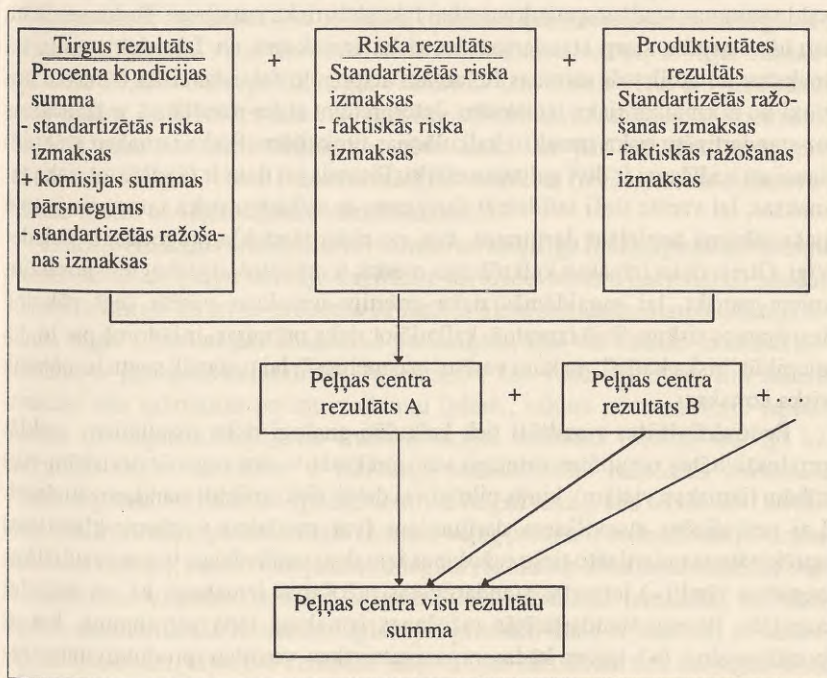 Tirgus rezultāts
Procenta kondīcijas
summa
- standartizētās riska
izmaksas
+ komisijas summas
pārsniegums
- standartizētās ražoša-
nas izmaksas
+
Riska rezultāts
Standartizētās riska
izmaksas
- faktiskās riska
izmaksas
+
Produktivitātes
rezultāts
Standartizētās ražo-
šanas izmaksas
- faktiskās ražošanas
izmaksas
Peļņas centra
rezultāts A
+
Peļņas centra
rezultāts B
+
Peļņas centra visu rezultātu
summa